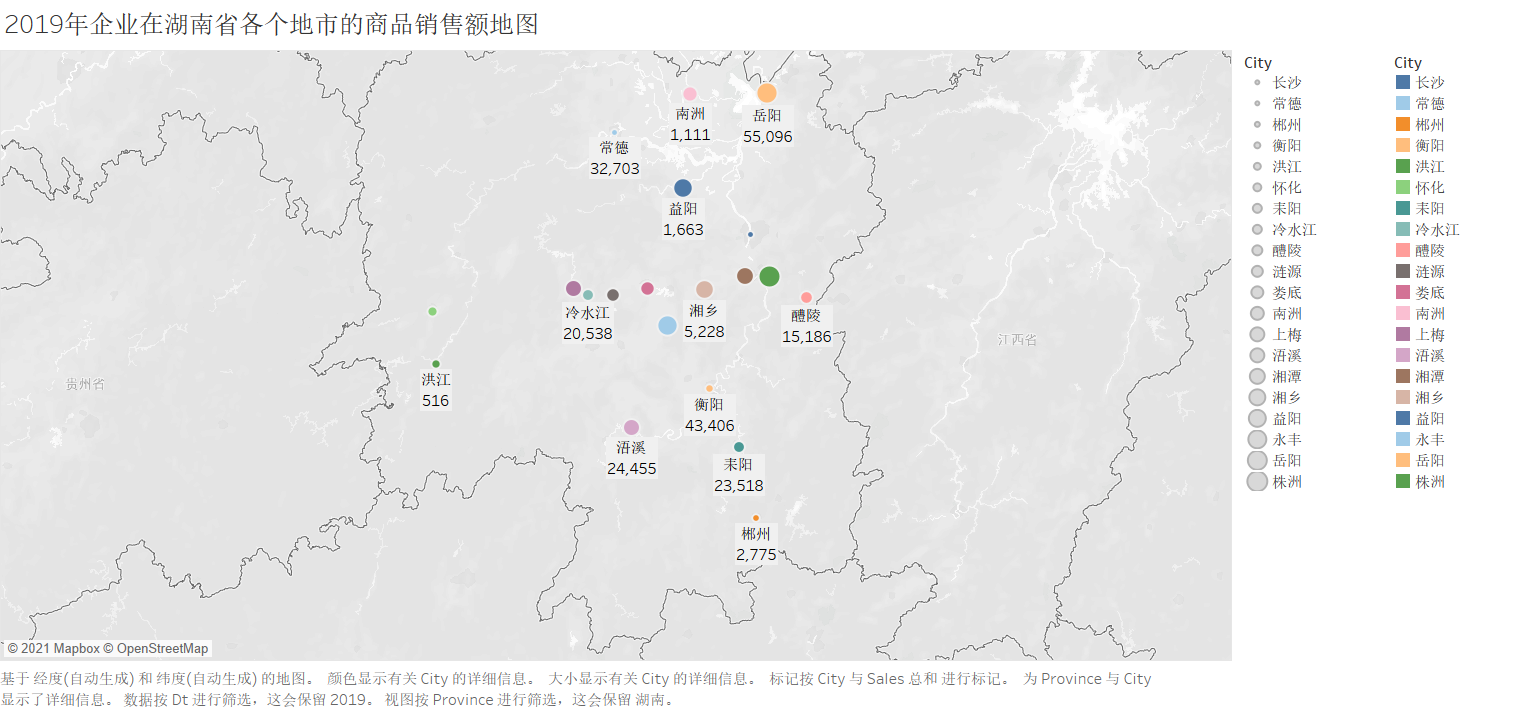 2019年企业在湖南省各个地市的商品销售额地图
南洲
1,111
岳阳
55,096
常德
32,703
益阳
1,663
冷水江
20,538
湘乡
5,228
醴陵
15,186
江西省
贵州省
洪江
516
衡阳
43,406
浯溪
24,455
耒阳
23,518
郴州
2,775
© 2021 Mapbox © OpenStreetMap
City
长沙
常德
郴州
衡阳
洪江
怀化
耒阳
冷水江
醴陵
涟源
娄底
南洲
上梅
浯溪
湘潭
湘乡
益阳
永丰
岳阳
株洲
City
长沙
常德
郴州
衡阳
洪江
怀化
耒阳
冷水江
醴陵
涟源
娄底
南洲
上梅
浯溪
湘潭
湘乡
益阳
永丰
岳阳
株洲
基于 经度(自动生成) 和 纬度(自动生成) 的地图。 颜色显示有关 City 的详细信息。 大小显示有关 City 的详细信息。 标记按 City 与 Sales 总和 进行标记。 为 Province 与 City
显示了详细信息。 数据按 Dt 进行筛选，这会保留 2019。 视图按 Province 进行筛选，这会保留 湖南。